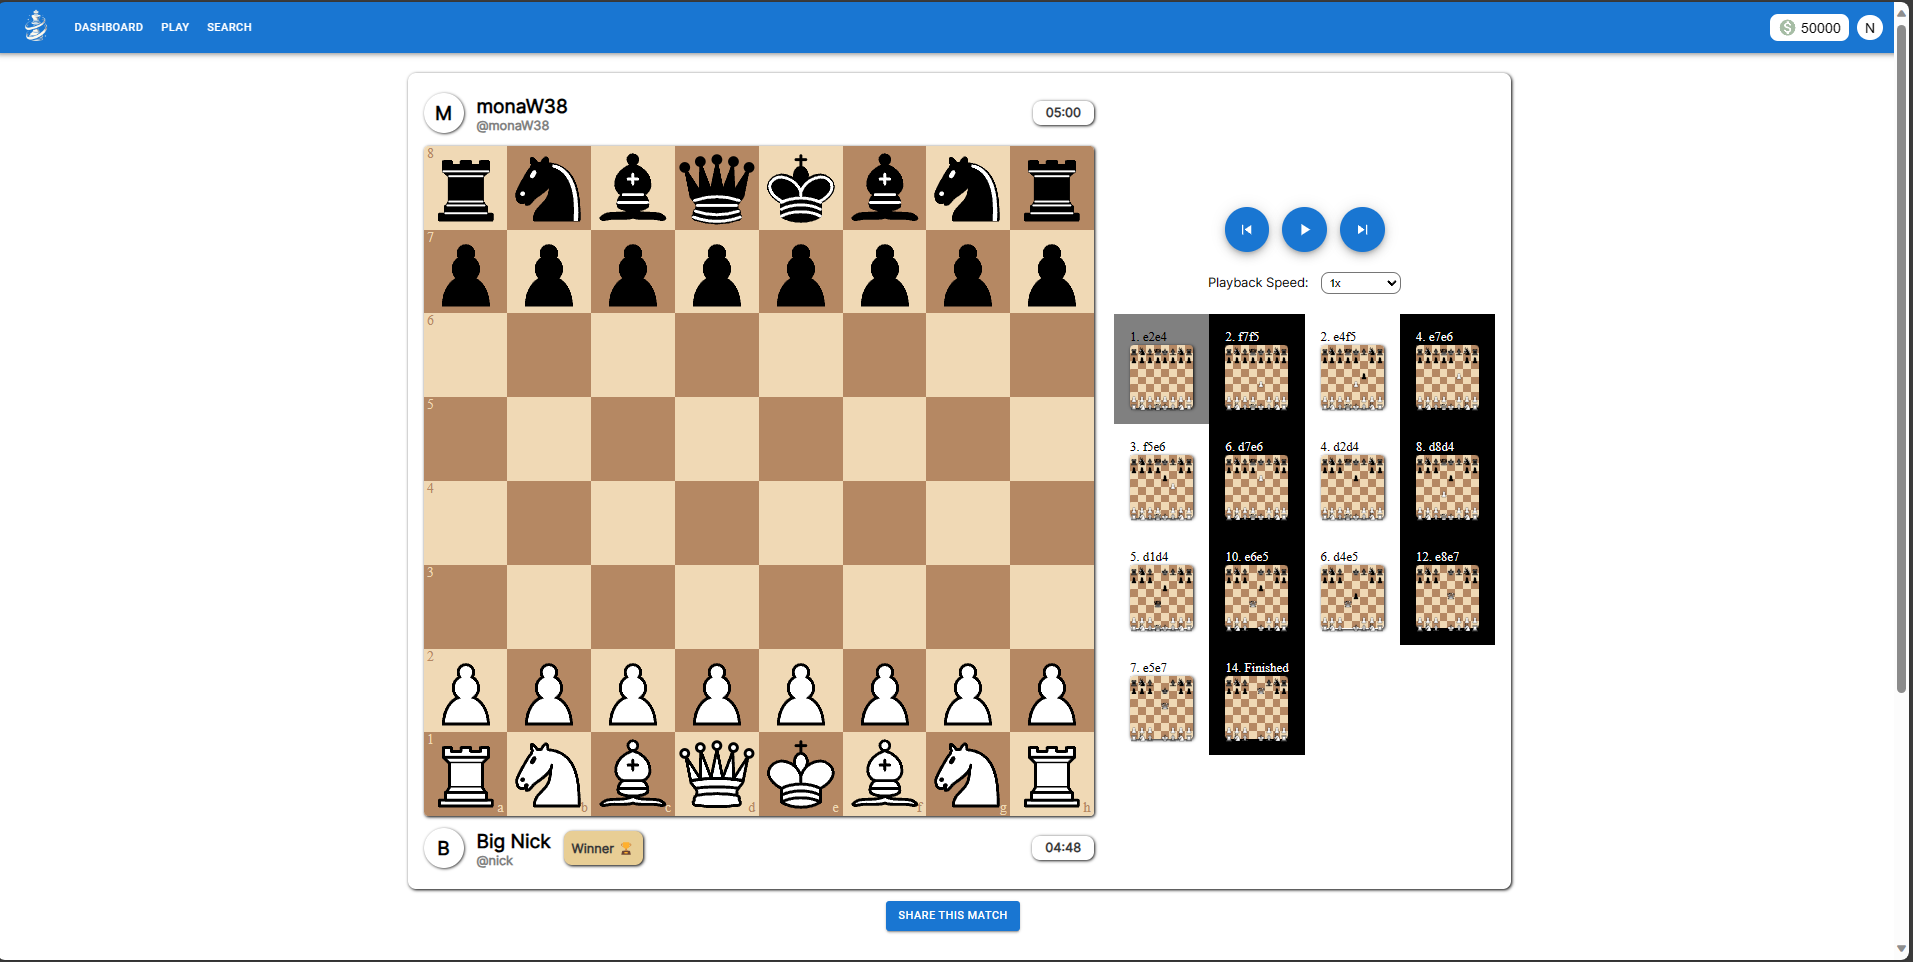 DASHBOARD PLAY SEARCH
50000 N
M monaW38 05:00
@monaW38
8
7
6
5
4
3
2
1
a b c d e f g h
Playback Speed: 1x
1. e2e4 2. f7f5 2. e4f5 4. e7e6
3. f5e6 6. d7e6 4. d2d4 8. d8d4
5. d1d4 10. e6e5 6. d4e5 12. e8e7
7. e5e7 14. Finished
B Big Nick Winner 🏆 04:48
@nick
SHARE THIS MATCH